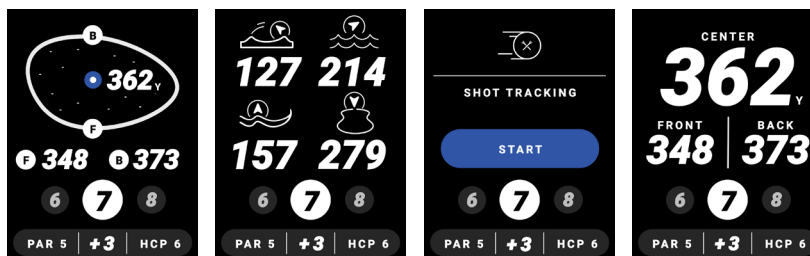 B
362Y
F
F 348 B 373
6 7 8
PAR 5 +3 HCP 6
127 214
157 279
6 7 8
PAR 5 +3 HCP 6
SHOT TRACKING
START
6 7 8
PAR 5 +3 HCP 6
CENTER
362Y
FRONT BACK
348 373
6 7 8
PAR 5 +3 HCP 6